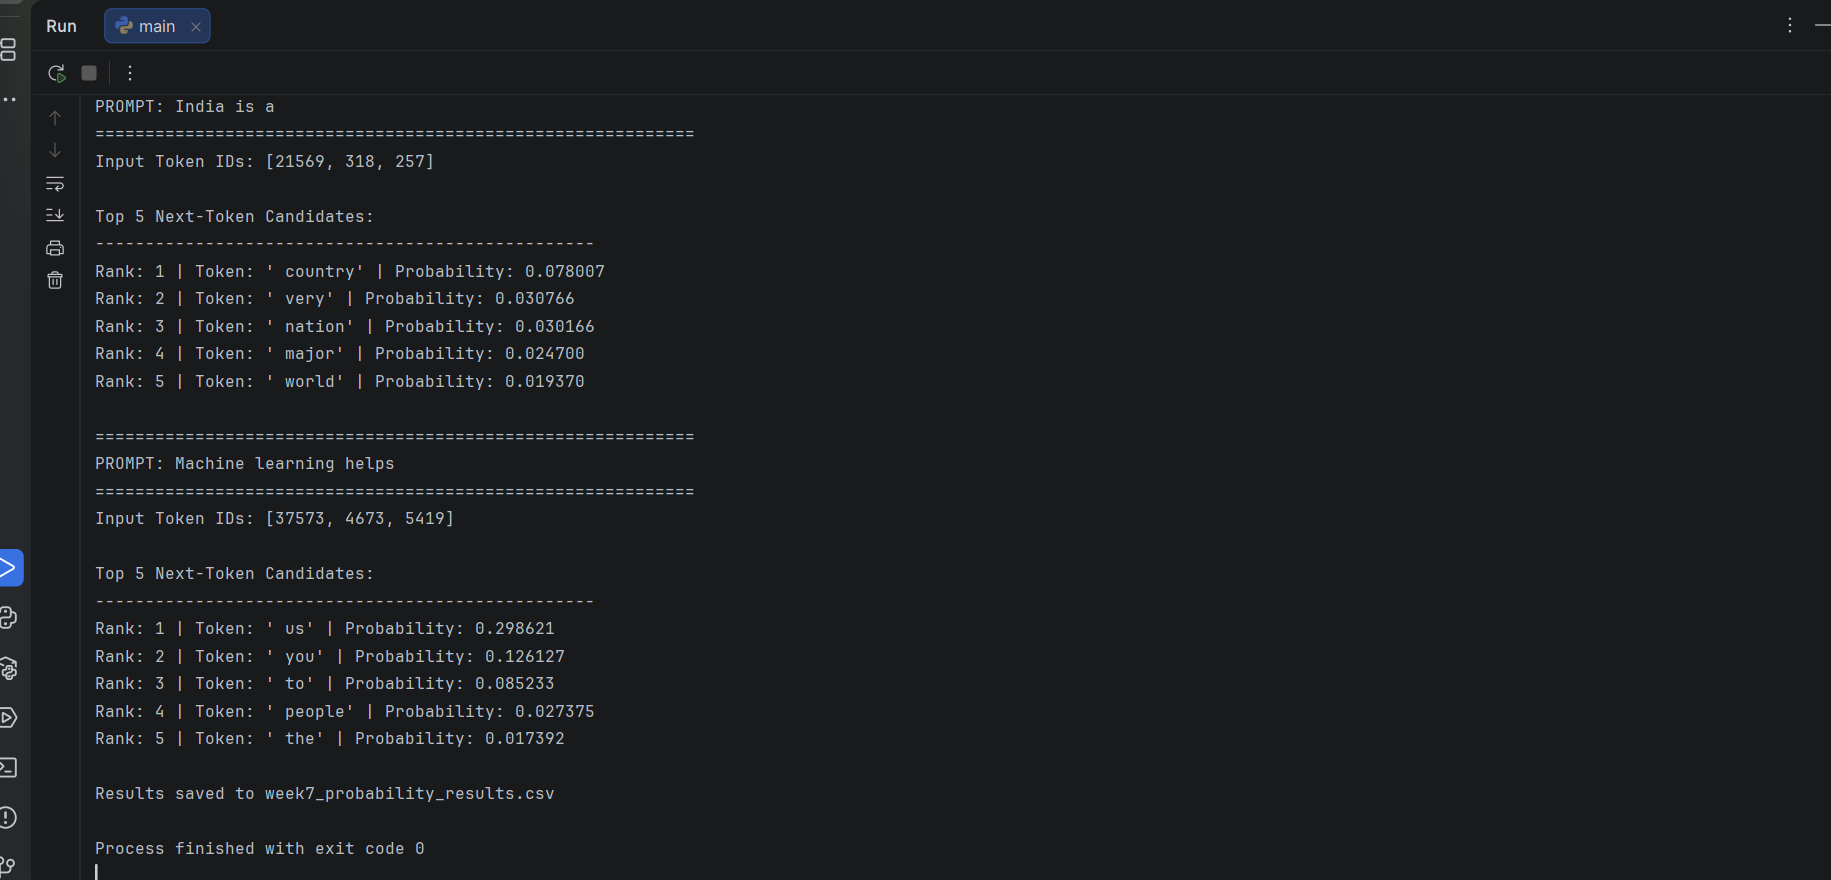 Run main
PROMPT: India is a
============================================================
Input Token IDs: [21569, 318, 257]
Top 5 Next-Token Candidates:
--------------------------------------------------
Rank: 1 | Token: ' country' | Probability: 0.078007
Rank: 2 | Token: ' very' | Probability: 0.030766
Rank: 3 | Token: ' nation' | Probability: 0.030166
Rank: 4 | Token: ' major' | Probability: 0.024700
Rank: 5 | Token: ' world' | Probability: 0.019370
============================================================
PROMPT: Machine learning helps
============================================================
Input Token IDs: [37573, 4673, 5419]
Top 5 Next-Token Candidates:
--------------------------------------------------
Rank: 1 | Token: ' us' | Probability: 0.298621
Rank: 2 | Token: ' you' | Probability: 0.126127
Rank: 3 | Token: ' to' | Probability: 0.085233
Rank: 4 | Token: ' people' | Probability: 0.027375
Rank: 5 | Token: ' the' | Probability: 0.017392
Results saved to week7_probability_results.csv
Process finished with exit code 0